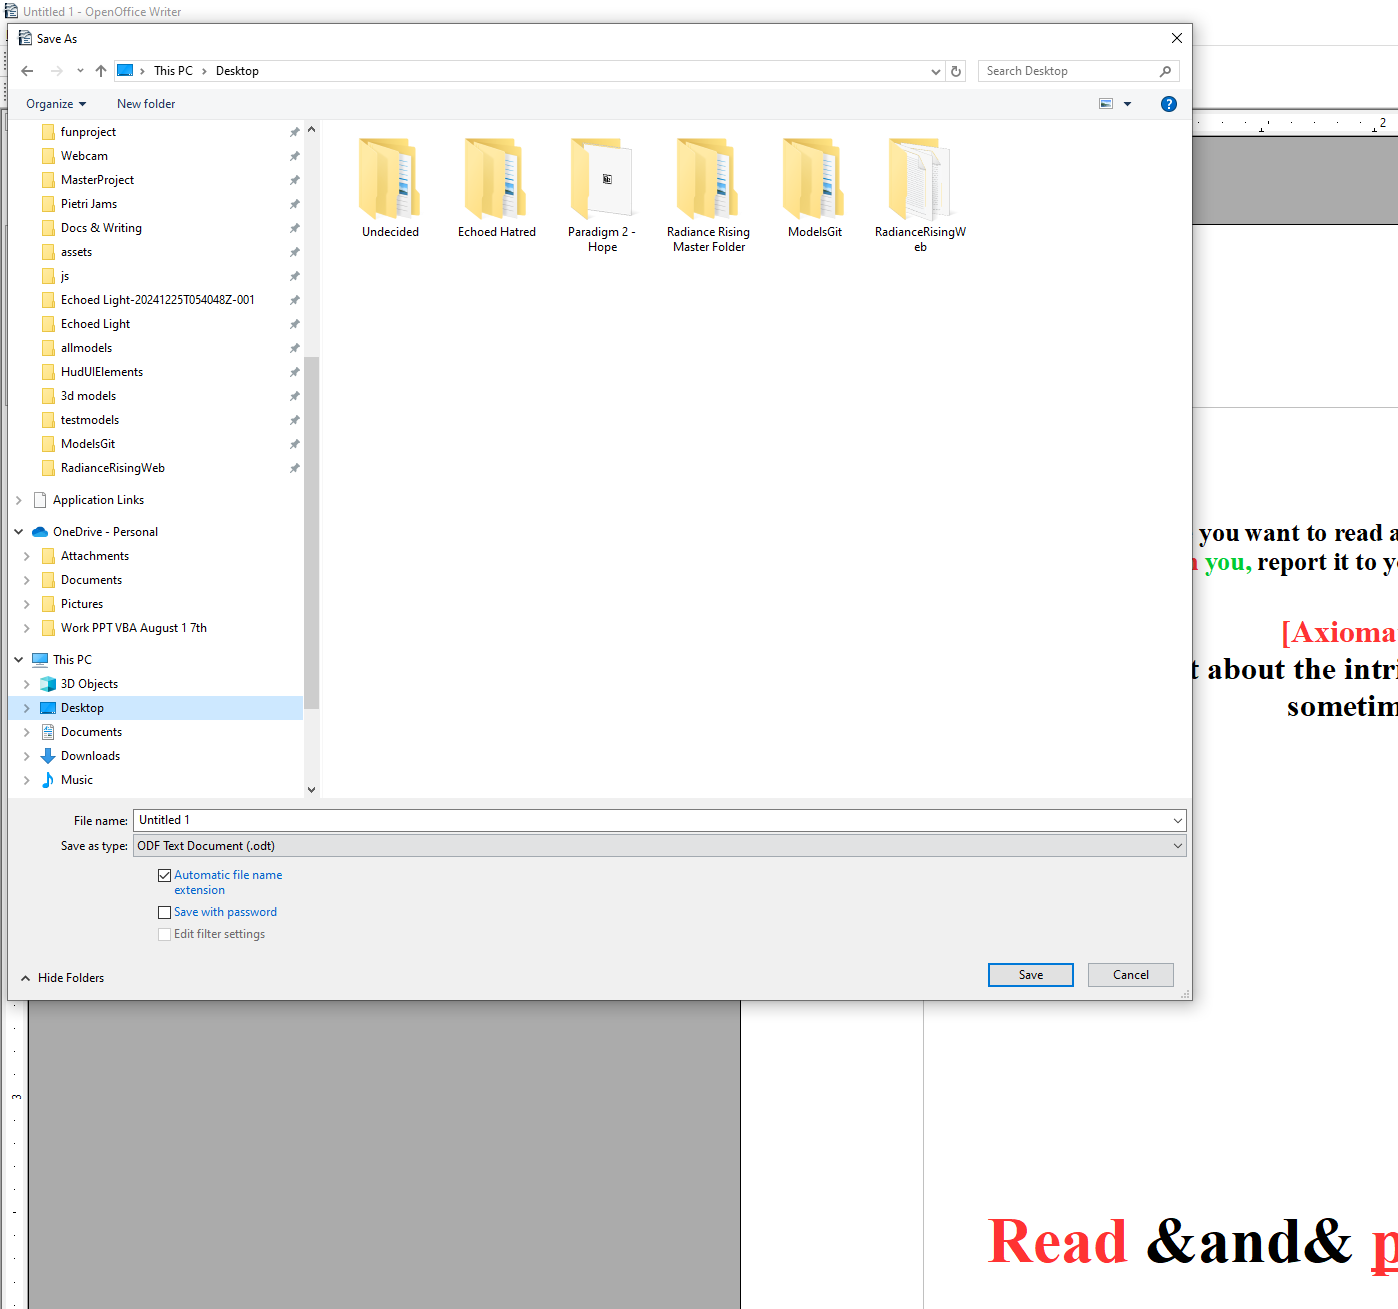 Untitled 1 - OpenOffice Writer
Save As
This PC
Desktop
Search Desktop
Organize
New folder
?
2
funproject
Webcam
MasterProject
Pietri Jams
Docs & Writing
assets
js
Echoed Light-20241225T054048Z-001
Echoed Light
allmodels
HudUIElements
3d models
testmodels
ModelsGit
RadianceRisingWeb
Application Links
OneDrive - Personal
Attachments
Documents
Pictures
Work PPT VBA August 1 7th
This PC
3D Objects
Desktop
Documents
Downloads
Music
Undecided
Echoed Hatred
Paradigm 2 -
Hope
Radiance Rising
Master Folder
ModelsGit
RadianceRisingW
eb
you want to read a
you, report it to y
[Axioma
t about the intri
sometim
File name:
Untitled 1
Save as type:
ODF Text Document (.odt)
Automatic file name
extension
Save with password
Edit filter settings
Hide Folders
Save
Cancel
3
Read &and& p